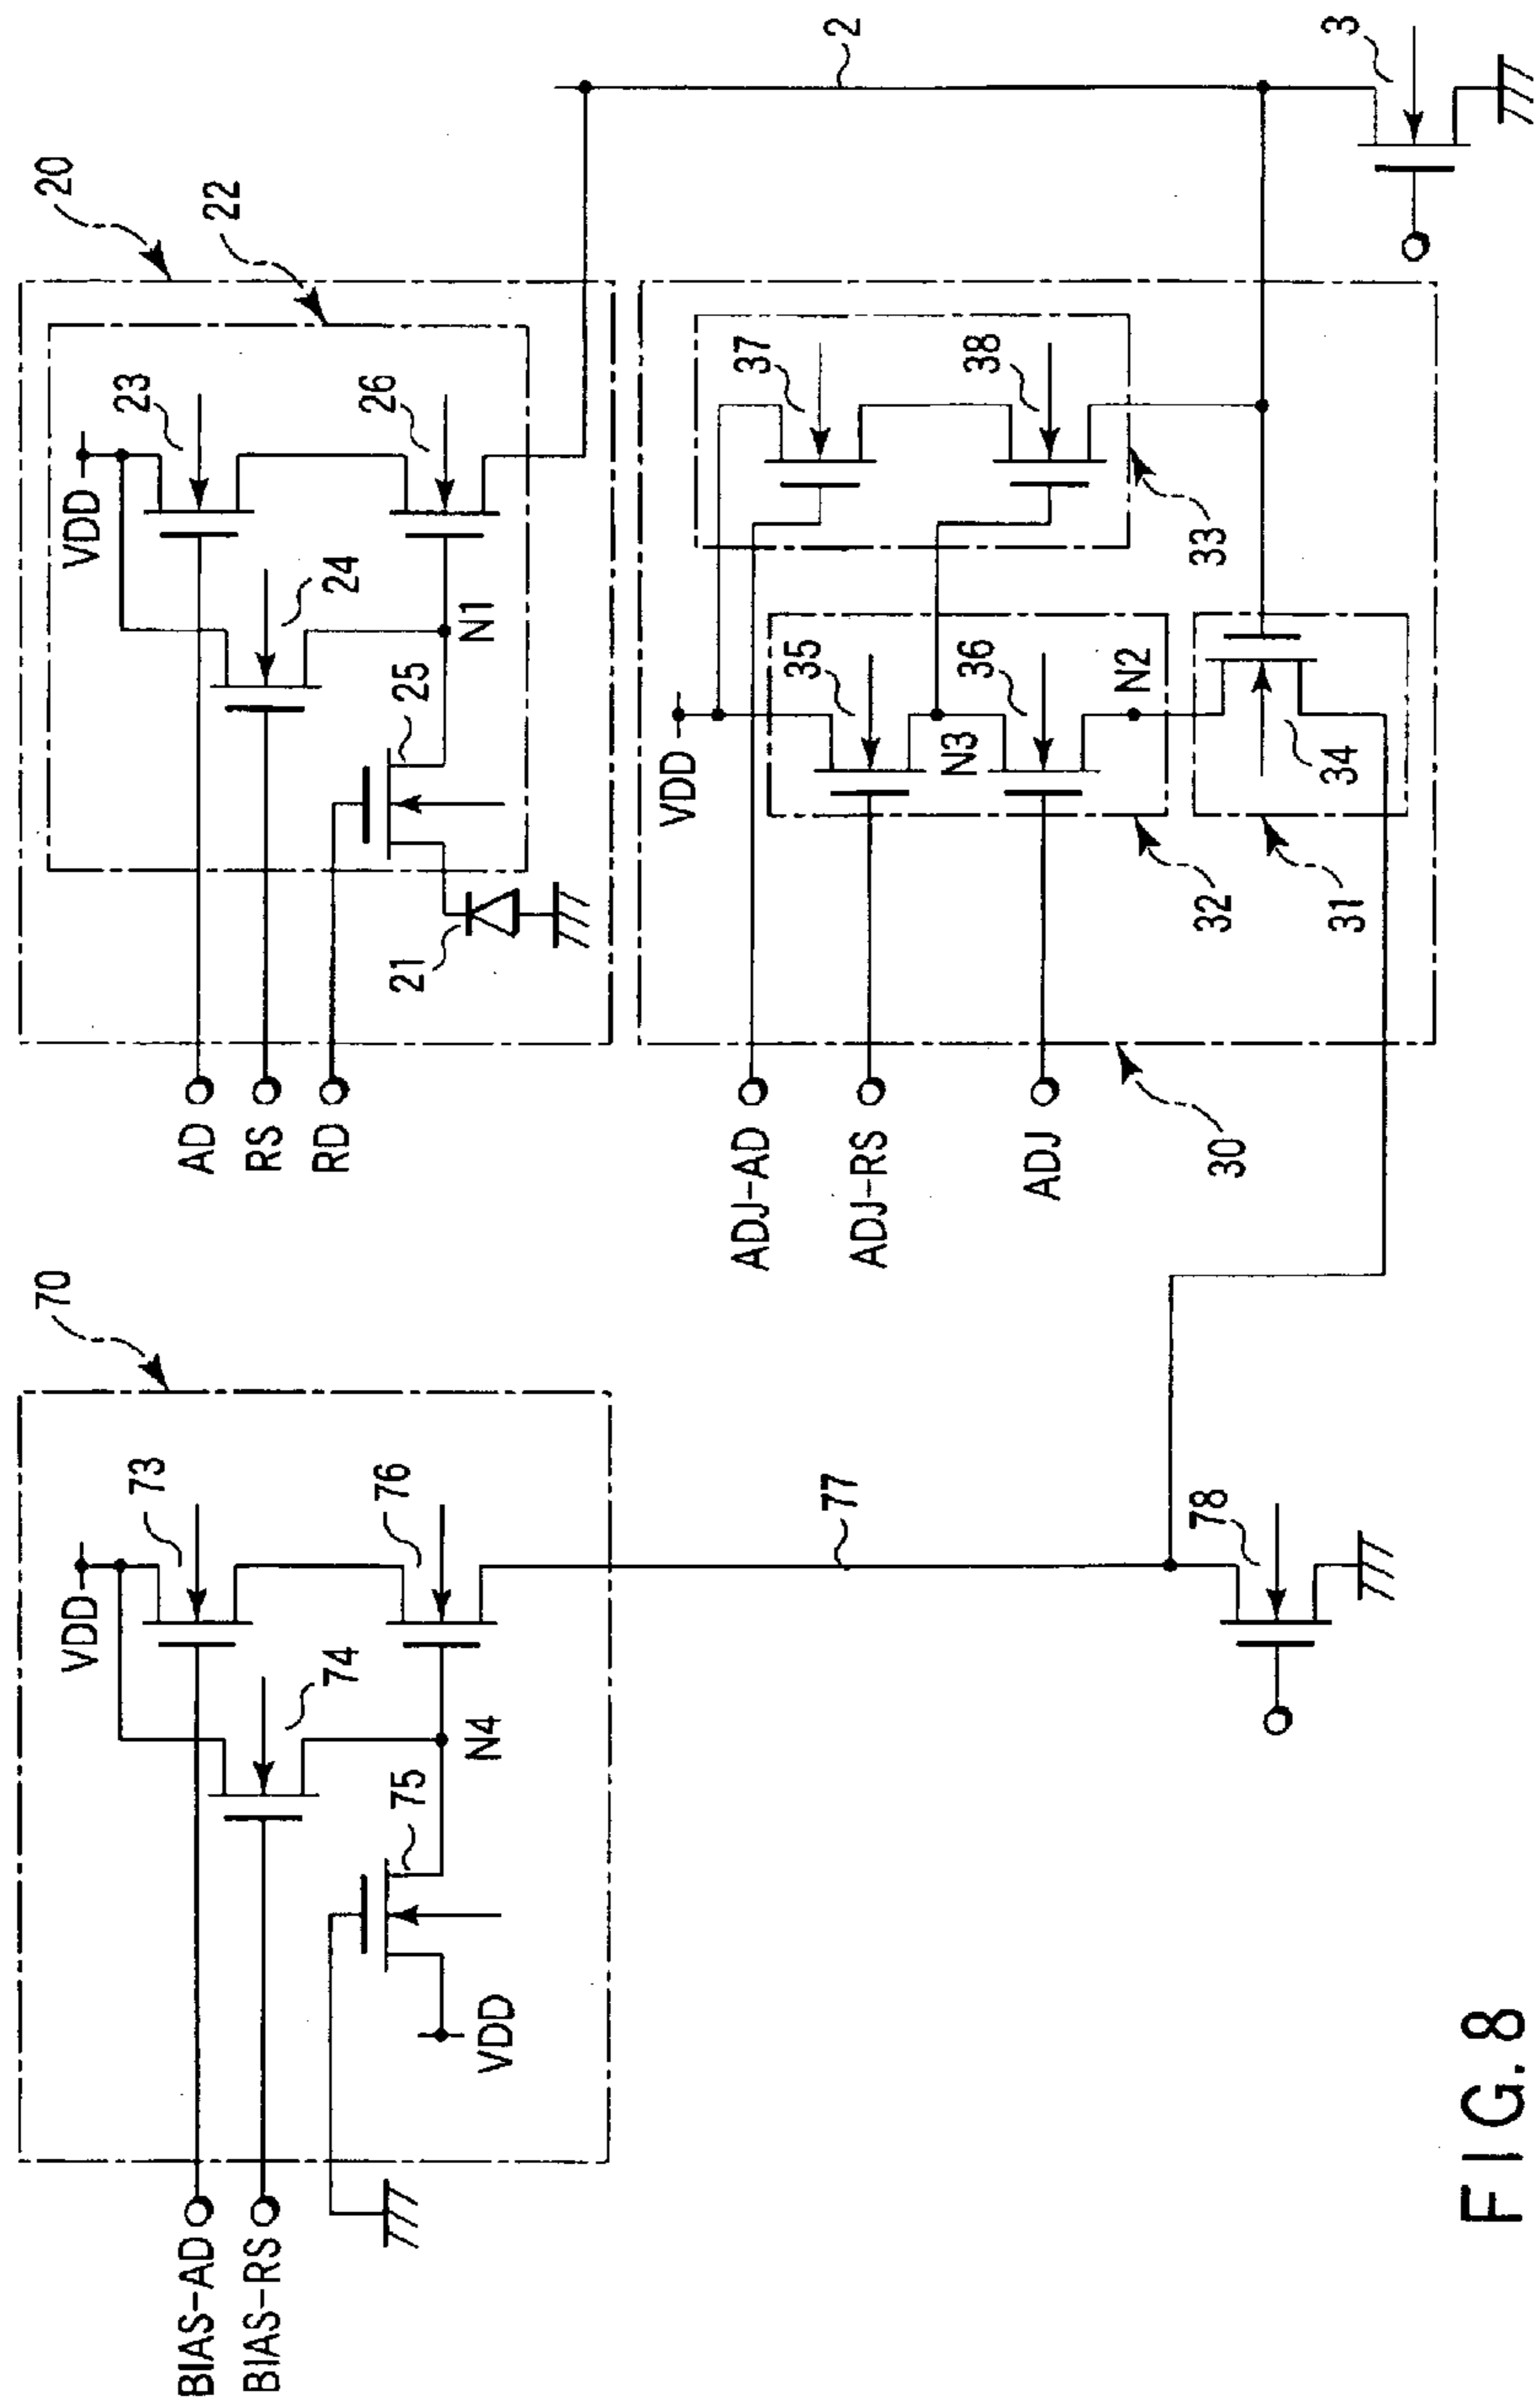 70
VDD
73
74
75
76
N4
VDD
BIAS-AD
BIAS-RS
77
78
20
22
VDD
23
24
25
26
N1
21
AD
RS
RD
2
3
VDD
35
36
37
38
N3
N2
34
33
32
31
30
ADJ-AD
ADJ-RS
ADJ
FIG. 8